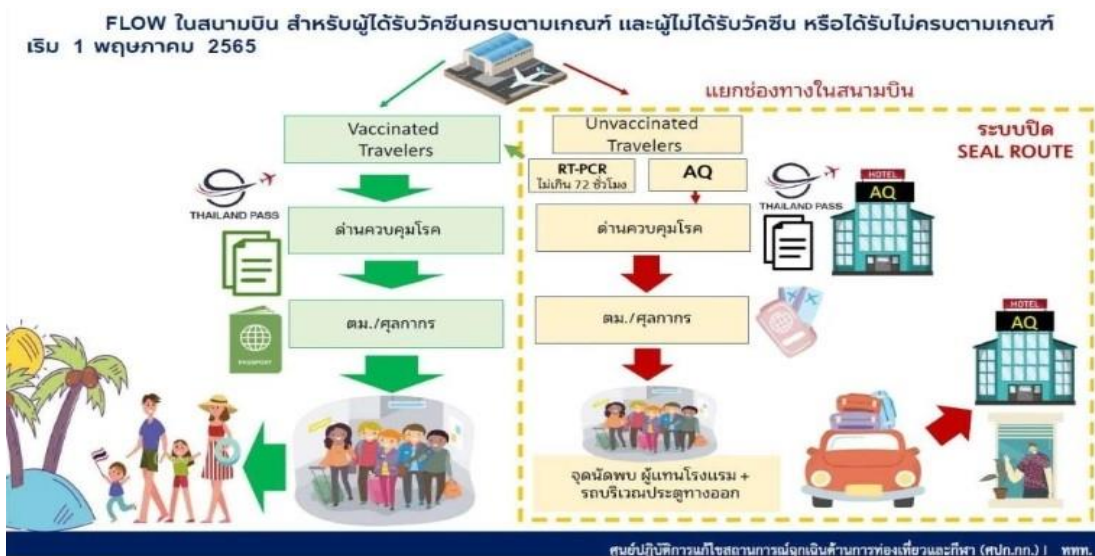 FLOW ในสนามบิน สำหรับผู้ได้รับวัคซีนครบตามเกณฑ์ และผู้ไม่ได้รับวัคซีน หรือได้รับไม่ครบตามเกณฑ์
เริ่ม 1 พฤษภาคม 2565
แยกช่องทางในสนามบิน
Vaccinated
Travelers
Unvaccinated
Travelers
ระบบปิด
SEAL ROUTE
RT-PCR
ไม่เกิน 72 ชั่วโมง
AQ
THAILAND PASS
ด่านควบคุมโรค
ด่านควบคุมโรค
THAILAND PASS
HOTEL
AQ
PASSPORT
ตม./ศุลกากร
ตม./ศุลกากร
HOTEL
AQ
จุดนัดพบ ผู้แทนโรงแรม +
รถบริเวณประตูทางออก
ศูนย์ปฏิบัติการแก้ไขสถานการณ์ฉุกเฉินด้านการท่องเที่ยวและกีฬา (ศปก.กก.) | ททท.